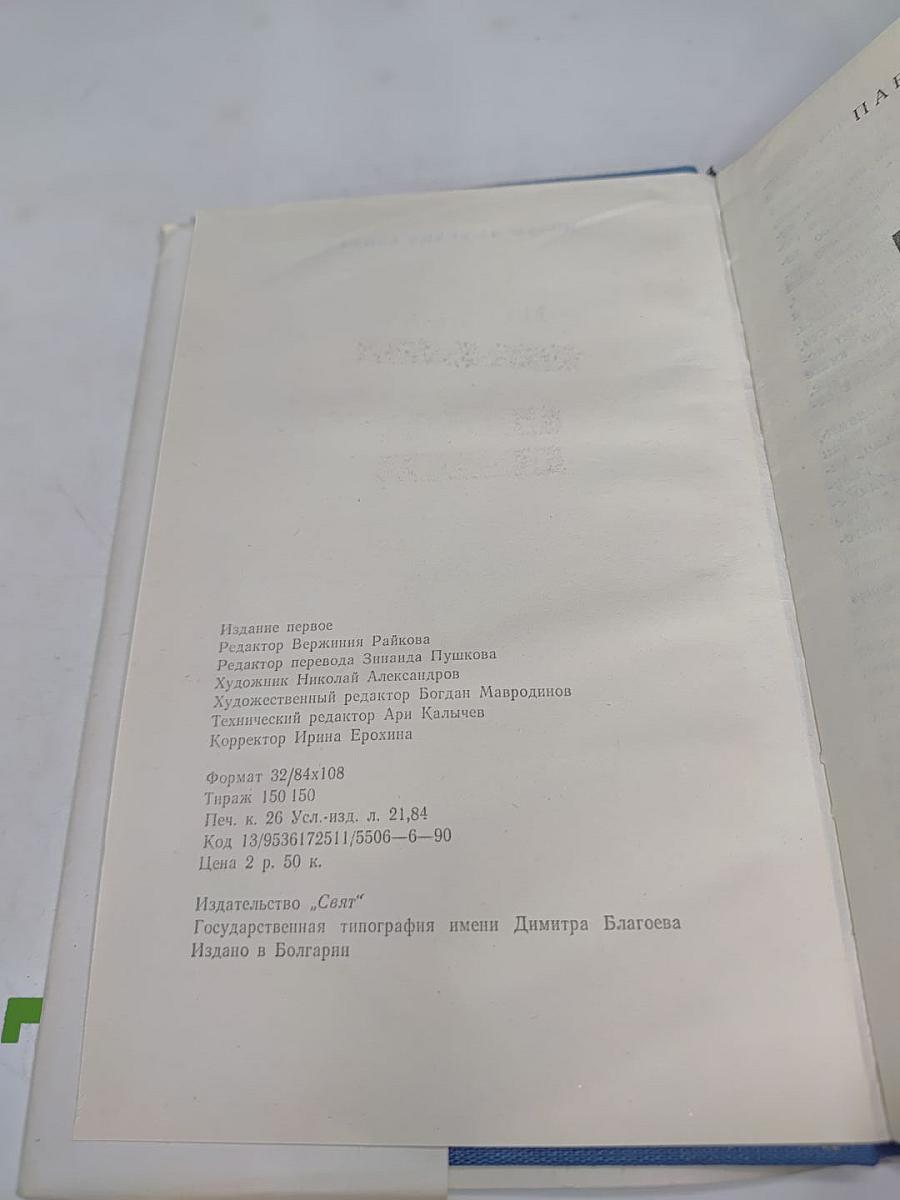 Издание первое
Редактор Вержиния Райкова
Редактор перевода Зинаида Пушкова
Художник Николай Александров
Художественный редактор Богдан Мавродинов
Технический редактор Ари Калычев
Корректор Ирина Ерохина
Формат 32/84x108
Тираж 150 150
Печ. к. 26 Усл.-изд. л. 21,84
Код 13/9536172511/5506—6—90
Цена 2 р. 50 к.
Издательство „Свят“
Государственная типография имени Димитра Благоева
Издано в Болгарии